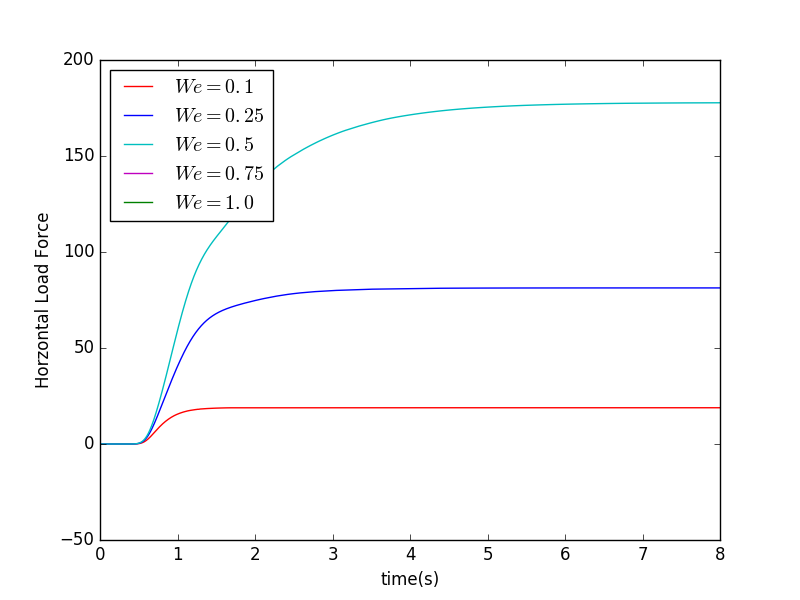 200
150
100
50
0
−50
Horzontal Load Force
We = 0.1
We = 0.25
We = 0.5
We = 0.75
We = 1.0
0 1 2 3 4 5 6 7 8
time(s)